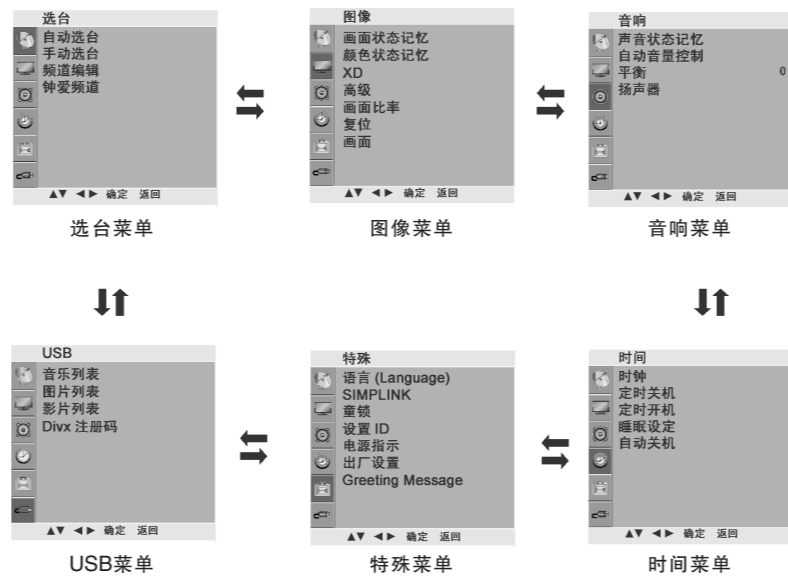 选台
自动选台
手动选台
频道编辑
钟爱频道
▲▼ ◀▶ 确定 返回
选台菜单
图像
画面状态记忆
颜色状态记忆
XD
高级
画面比率
复位
画面
▲▼ ◀▶ 确定 返回
图像菜单
音响
声音状态记忆
自动音量控制
平衡 0
扬声器
▲▼ ◀▶ 确定 返回
音响菜单
USB
音乐列表
图片列表
影片列表
Divx 注册码
▲▼ ◀▶ 确定 返回
USB菜单
特殊
语言 (Language)
SIMPLINK
童锁
设置 ID
电源指示
出厂设置
Greeting Message
▲▼ ◀▶ 确定 返回
特殊菜单
时间
时钟
定时关机
定时开机
睡眠设定
自动关机
▲▼ ◀▶ 确定 返回
时间菜单